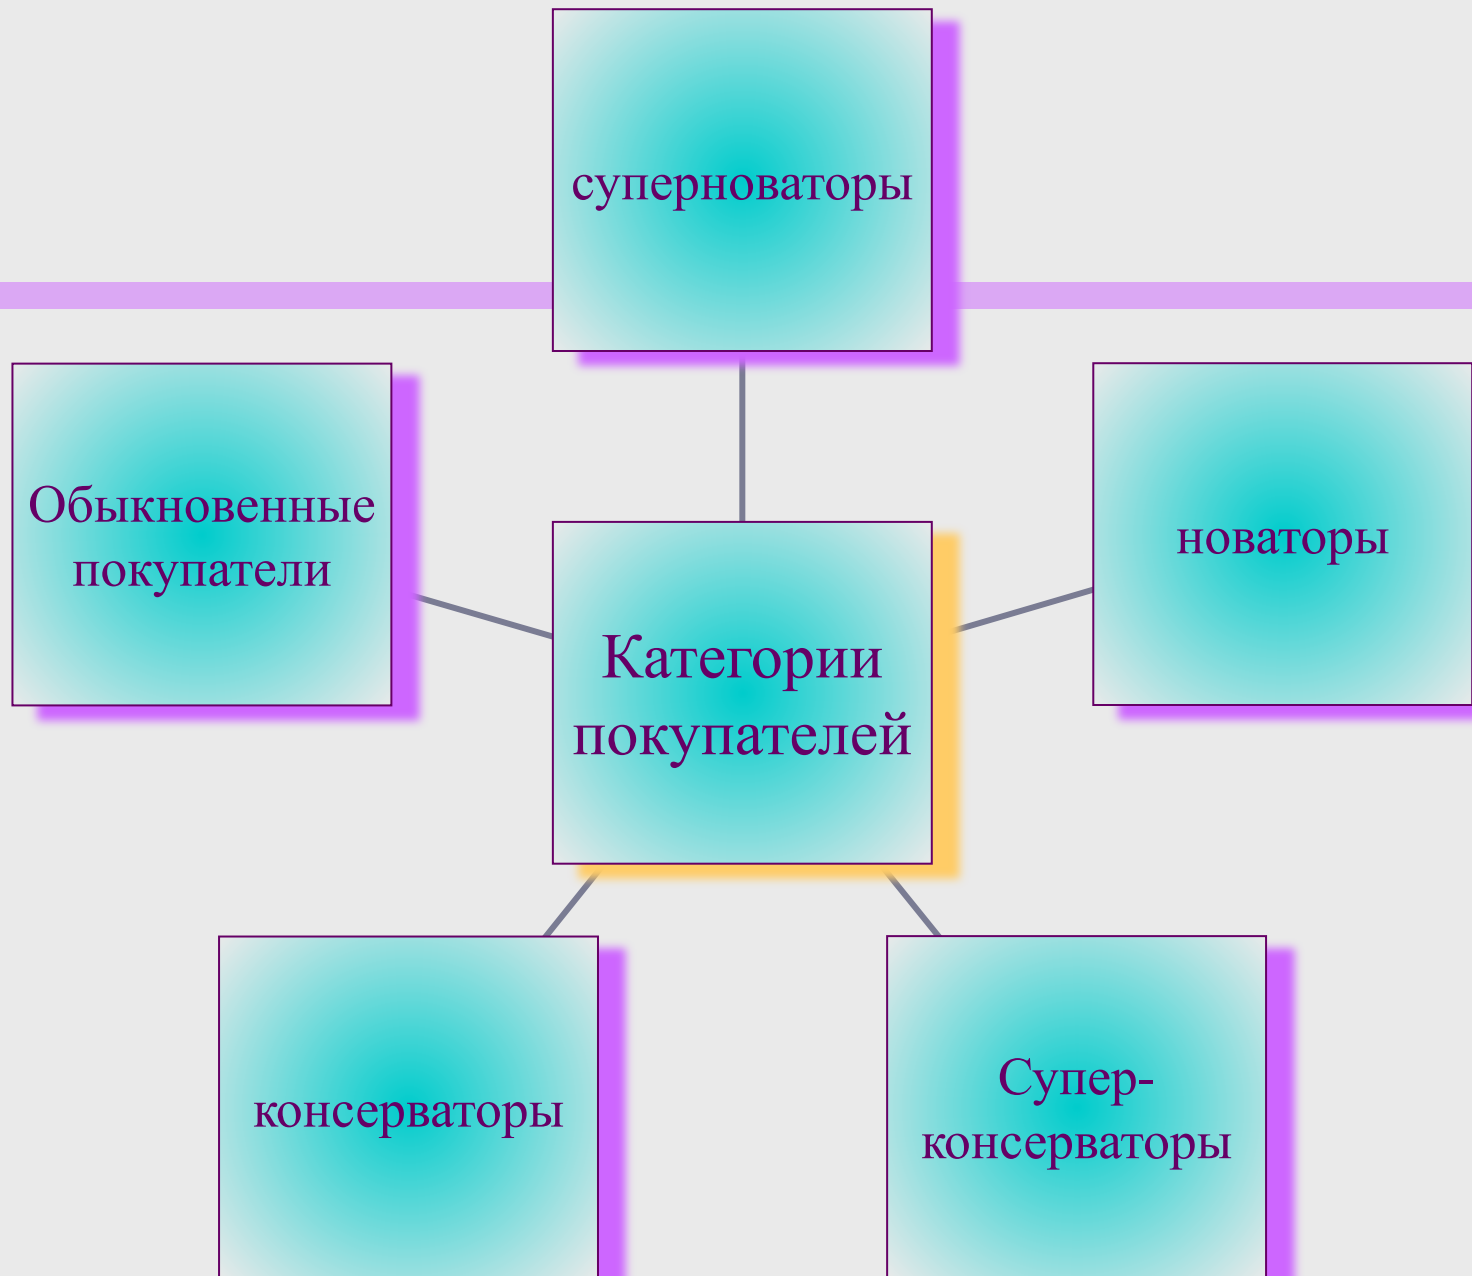 суперноваторы
Обыкновенные
покупатели
новаторы
Категории
покупателей
консерваторы
Супер-
консерваторы